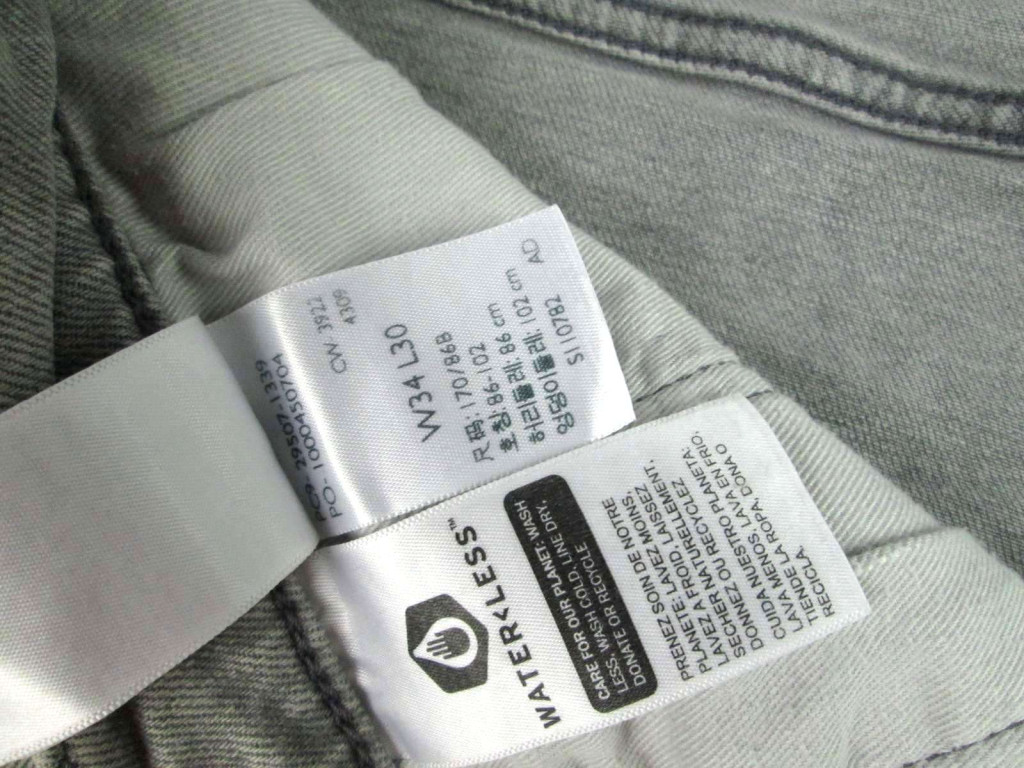 PC9- 29507-1339
PO- 1000450704
CW 3922
4309
W34 L30
尺码: 170/86B
호칭: 86-102
허리둘레: 86 cm
엉덩이둘레: 102 cm
S110782 AD
WATER<LESS™
CARE FOR OUR PLANET: WASH
LESS, WASH COLD, LINE DRY,
DONATE OR RECYCLE
PRENEZ SOIN DE NOTRE
PLANETE: LAVEZ MOINS,
LAVEZ A FROID, LAISSEZ
SECHER NATURELLEMENT,
DONNEZ OU RECYCLEZ
CUIDA NUESTRO PLANETA:
LAVA MENOS, LAVA EN FRIO,
TIENDE LA ROPA, DONA O
RECICLA.